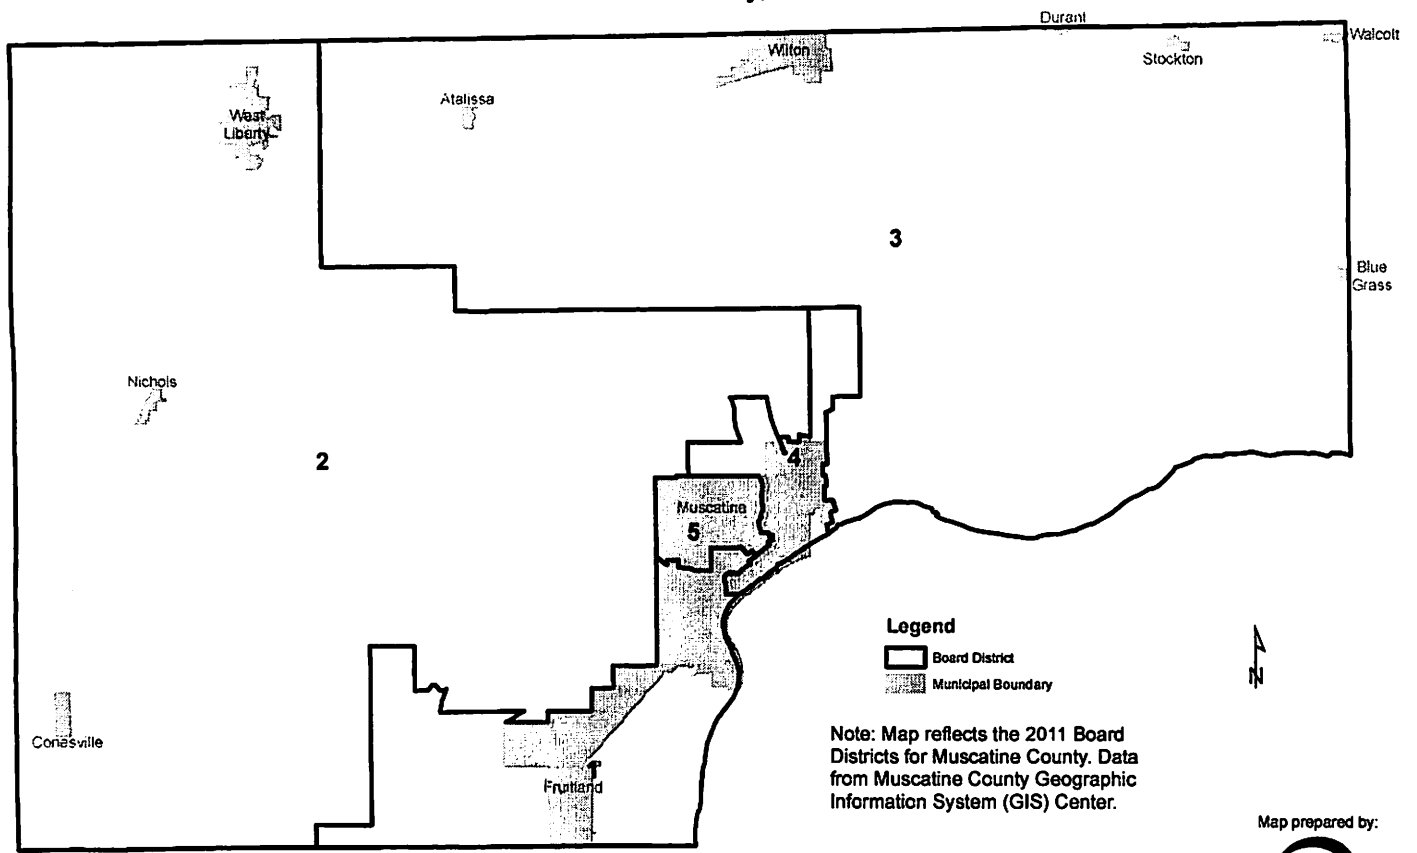 Durant
Walcott
Wilton
Stockton
Atalissa
West
Liberty
3
Blue
Grass
Nichols
2
4
Muscatine
5
Legend
Board District
Municipal Boundary
N
Conesville
Note: Map reflects the 2011 Board
Districts for Muscatine County. Data
from Muscatine County Geographic
Information System (GIS) Center.
1
Fruitland
Map prepared by: